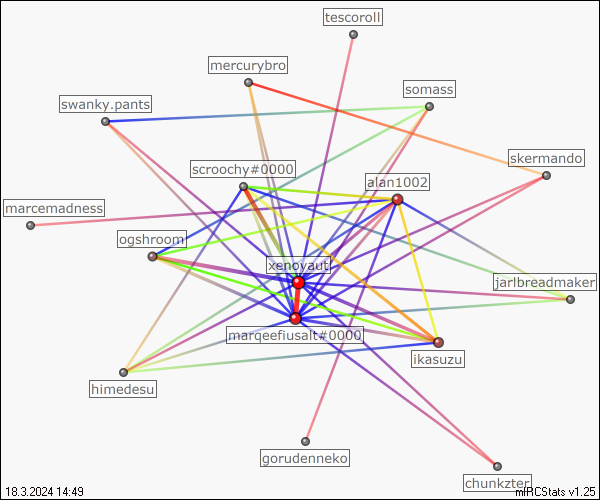 tescoroll
mercurybro
somass
swanky.pants
skermando
scroochy#0000
alan1002
marcemadness
ogshroom
xenoyaut
jarlbreadmaker
marqeefiusalt#0000
ikasuzu
himedesu
gorudenneko
chunkzter
18.3.2024 14:49
mIRCStats v1.25